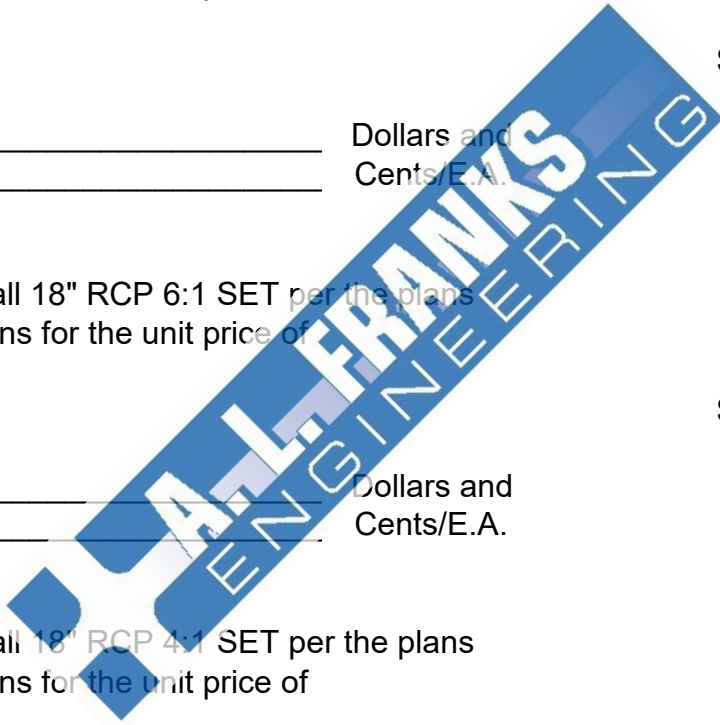 Dollars and
Cents/E.A.
all 18" RCP 6:1 SET per the plans
ns for the unit price of
Dollars and
Cents/E.A.
all 18" RCP 4:1 SET per the plans
ns for the unit price of
A. L. FRANKS
ENGINEERING